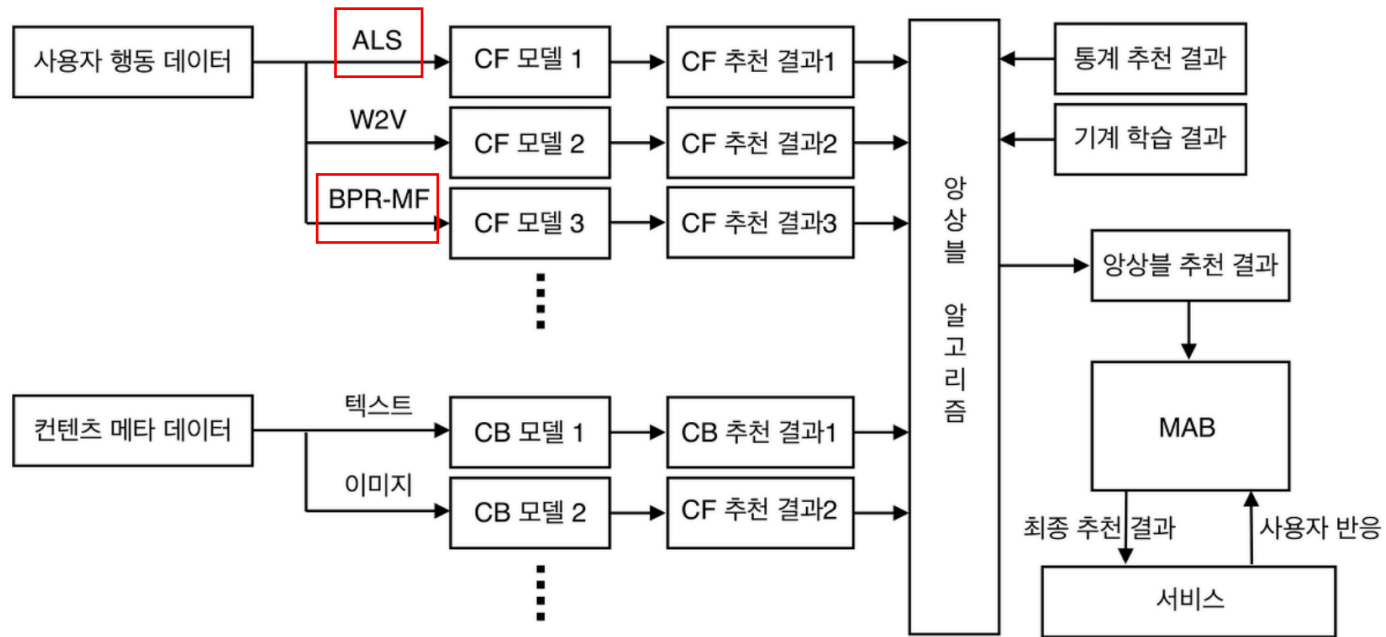 사용자 행동 데이터
ALS
CF 모델 1
CF 추천 결과1
W2V
CF 모델 2
CF 추천 결과2
BPR-MF
CF 모델 3
CF 추천 결과3
컨텐츠 메타 데이터
텍스트
CB 모델 1
CB 추천 결과1
이미지
CB 모델 2
CF 추천 결과2
앙상블 알고리즘
통계 추천 결과
기계 학습 결과
앙상블 추천 결과
MAB
최종 추천 결과
사용자 반응
서비스